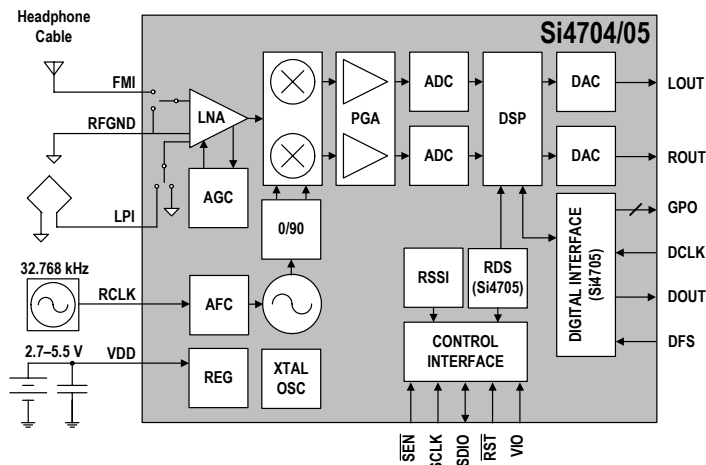 Headphone
Cable
Si4704/05
FMI
RFGND
LPI
LNA
AGC
0/90
PGA
ADC
ADC
DSP
DAC
DAC
LOUT
ROUT
GPO
DCLK
DOUT
DFS
DIGITAL INTERFACE
(Si4705)
32.768 kHz
RCLK
AFC
RSSI
RDS
(Si4705)
CONTROL
INTERFACE
2.7–5.5 V
VDD
REG
XTAL
OSC
SEN
SCLK
SDIO
RST
VIO